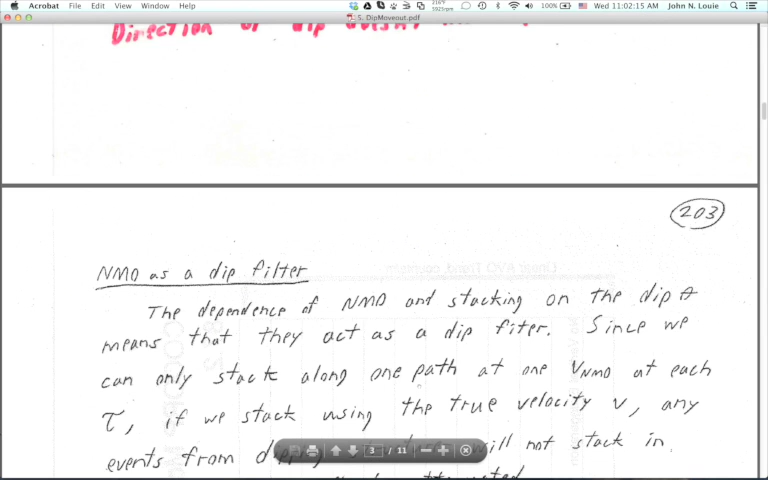 Acrobat File Edit View Window Help
100% Wed 11:02:15 AM John N. Louie
5. DipMoveout.pdf
Direction of dip doesn't
203
NMO as a dip filter
The dependence of NMO and stacking on the dip θ
means that they act as a dip fiter. Since we
can only stack along one path at one VNMO at each
τ, if we stack using the true velocity v, any
events from will not stack in.
3 / 11